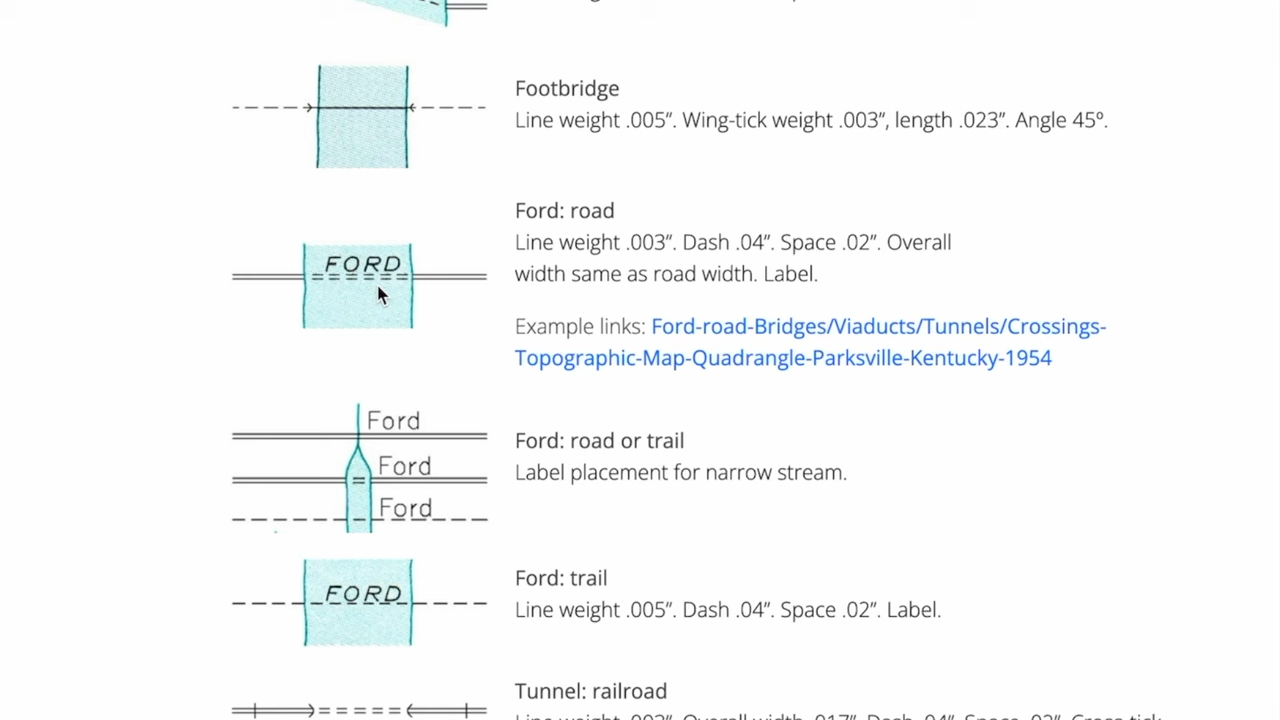 Footbridge
Line weight .005”. Wing-tick weight .003”, length .023”. Angle 45º.
Ford: road
Line weight .003”. Dash .04”. Space .02”. Overall
width same as road width. Label.
FORD
Example links: Ford-road-Bridges/Viaducts/Tunnels/Crossings-
Topographic-Map-Quadrangle-Parksville-Kentucky-1954
Ford
Ford
Ford
Ford: road or trail
Label placement for narrow stream.
FORD
Ford: trail
Line weight .005”. Dash .04”. Space .02”. Label.
Tunnel: railroad